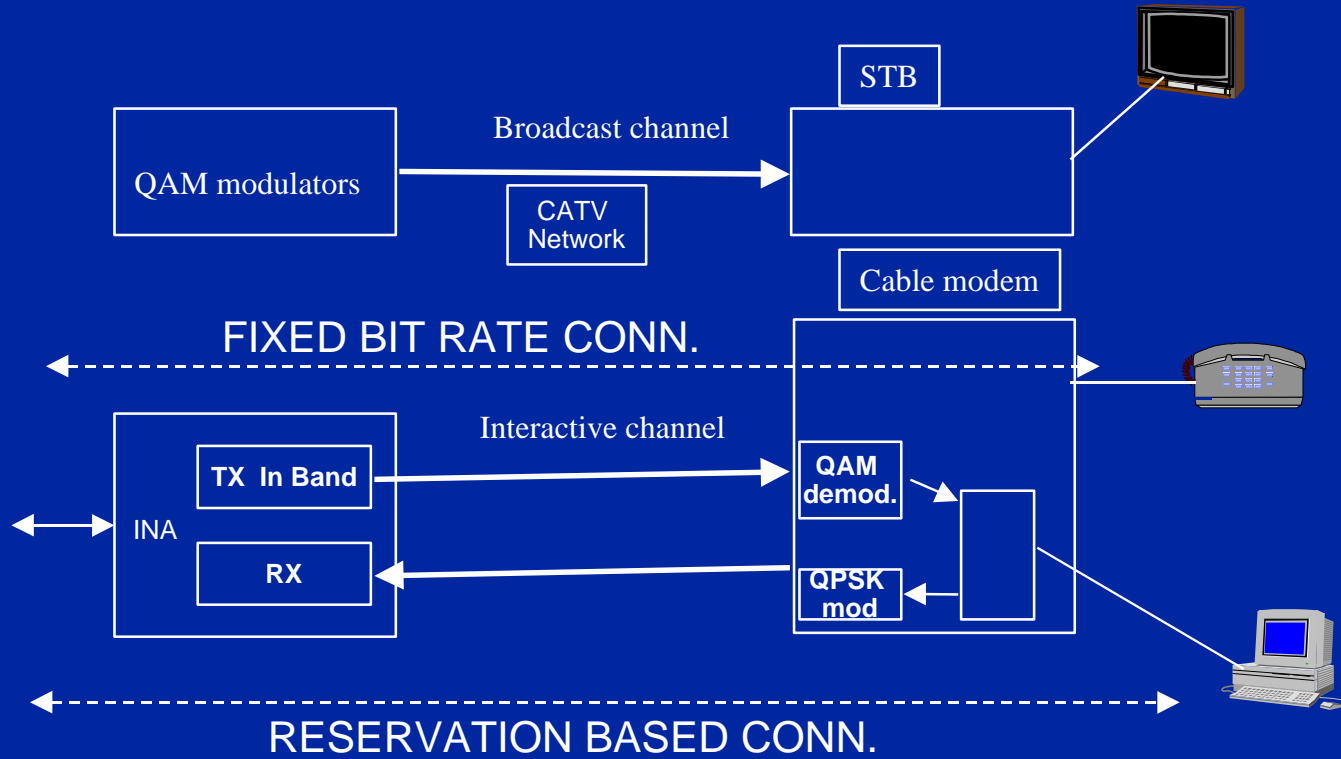 STB
Broadcast channel
QAM modulators
CATV
Network
Cable modem
FIXED BIT RATE CONN.
Interactive channel
TX In Band
QAM
demod.
INA
RX
QPSK
mod
RESERVATION BASED CONN.